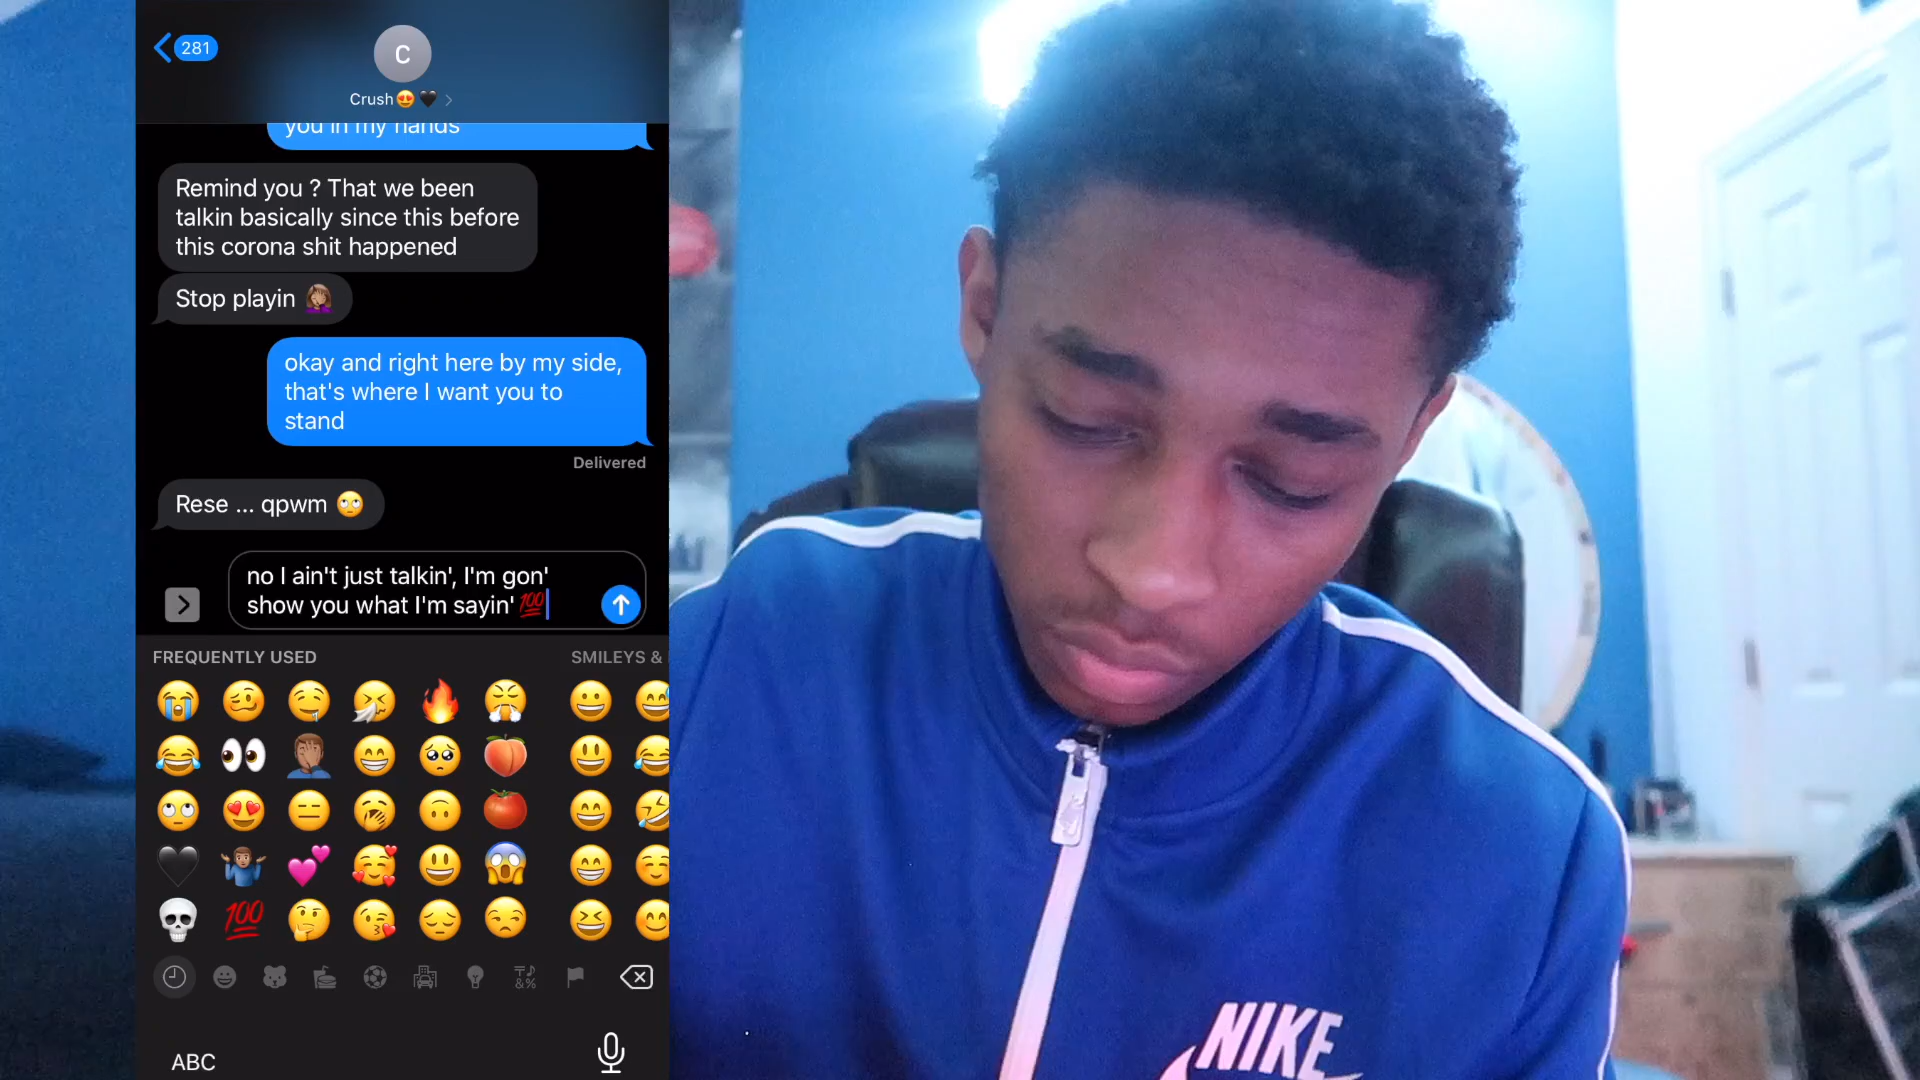 281
C
Crush😍🖤
you in my hands
Remind you ? That we been
talkin basically since this before
this corona shit happened
Stop playin 🤦🏽‍♀️
okay and right here by my side,
that's where I want you to
stand
Delivered
Rese ... qpwm 🙄
no I ain't just talkin', I'm gon'
show you what I'm sayin' 💯
FREQUENTLY USED
SMILEYS &
ABC
NIKE